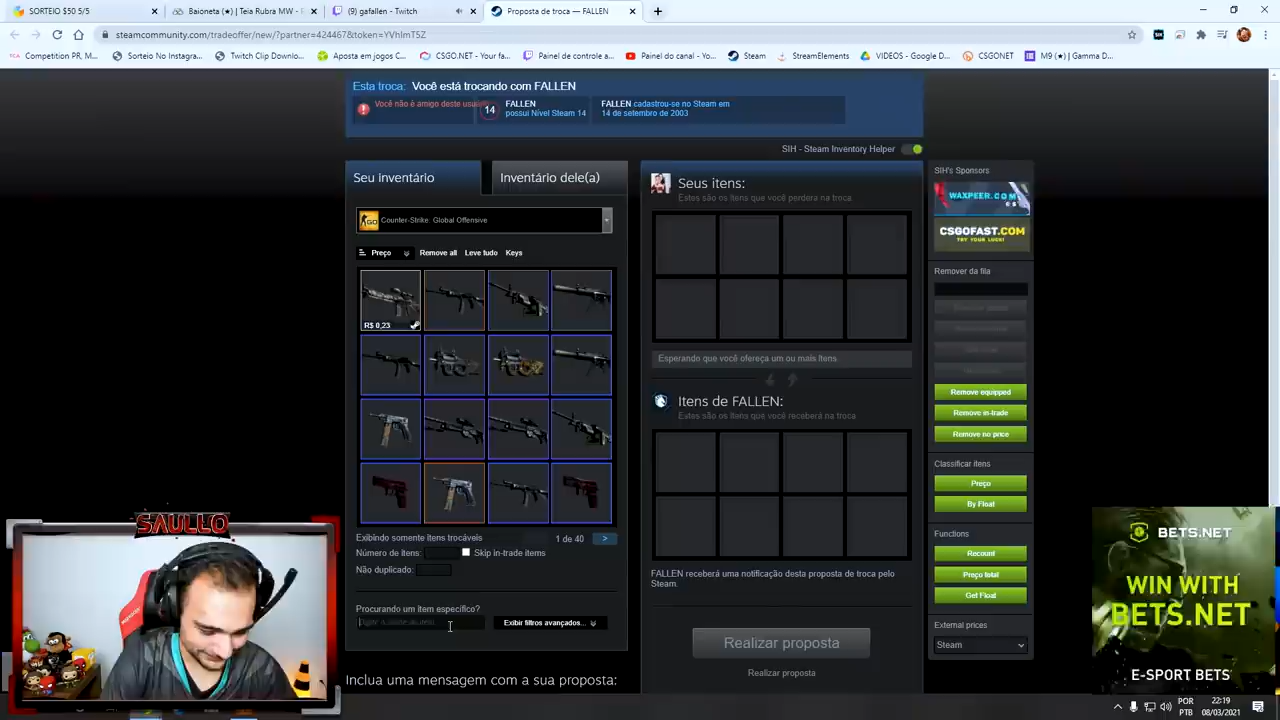 SORTEIO $50 5/5
Baioneta (★) | Teia Rubra MW - R
(9) gafallen - Twitch
Proposta de troca — FALLEN
steamcommunity.com/tradeoffer/new/?partner=424467&token=YVhlmT5Z
Competition PR, M...
Sorteio No Instagra...
Twitch Clip Downlo...
Aposta em jogos C...
CSGO.NET - You fa...
Painel de controle a...
Painel do canal - Yo...
Steam
StreamElements
VIDEOS - Google D...
CSGONET
M9 (★) | Gamma D...
Esta troca: Você está trocando com FALLEN
Você não é amigo deste usu
14
FALLEN
possui Nível Steam 14
FALLEN cadastrou-se no Steam em
14 de setembro de 2003
SIH - Steam Inventory Helper
Seu inventário
Inventário dele(a)
Counter-Strike: Global Offensive
Preço
Remove all
Leve tudo
Keys
R$ 0,23
Exibindo somente itens trocáveis
1 de 40
>
Número de itens:
Skip in-trade items
Não duplicado:
Procurando um item específico?
Exibir filtros avançados...
Inclua uma mensagem com a sua proposta:
Seus itens:
Estes são os itens que você perderá na troca
Esperando que você ofereça um ou mais itens
Itens de FALLEN:
Estes são os itens que você receberá na troca
FALLEN receberá uma notificação desta proposta de troca pelo
Steam.
Realizar proposta
Realizar proposta
SIH's Sponsors
WAXPEER.COM
CSGOFAST.COM
TRY YOUR LUCK!
Remover da fila
Remove equipped
Remove in-trade
Remove no price
Classificar itens
Preço
By Float
Functions
Recount
Preço total
Get Float
External prices
Steam
SAULLO
BETS.NET
WIN WITH
BETS.NET
E-SPORT BETS
POR
PTB
22:19
08/03/2021